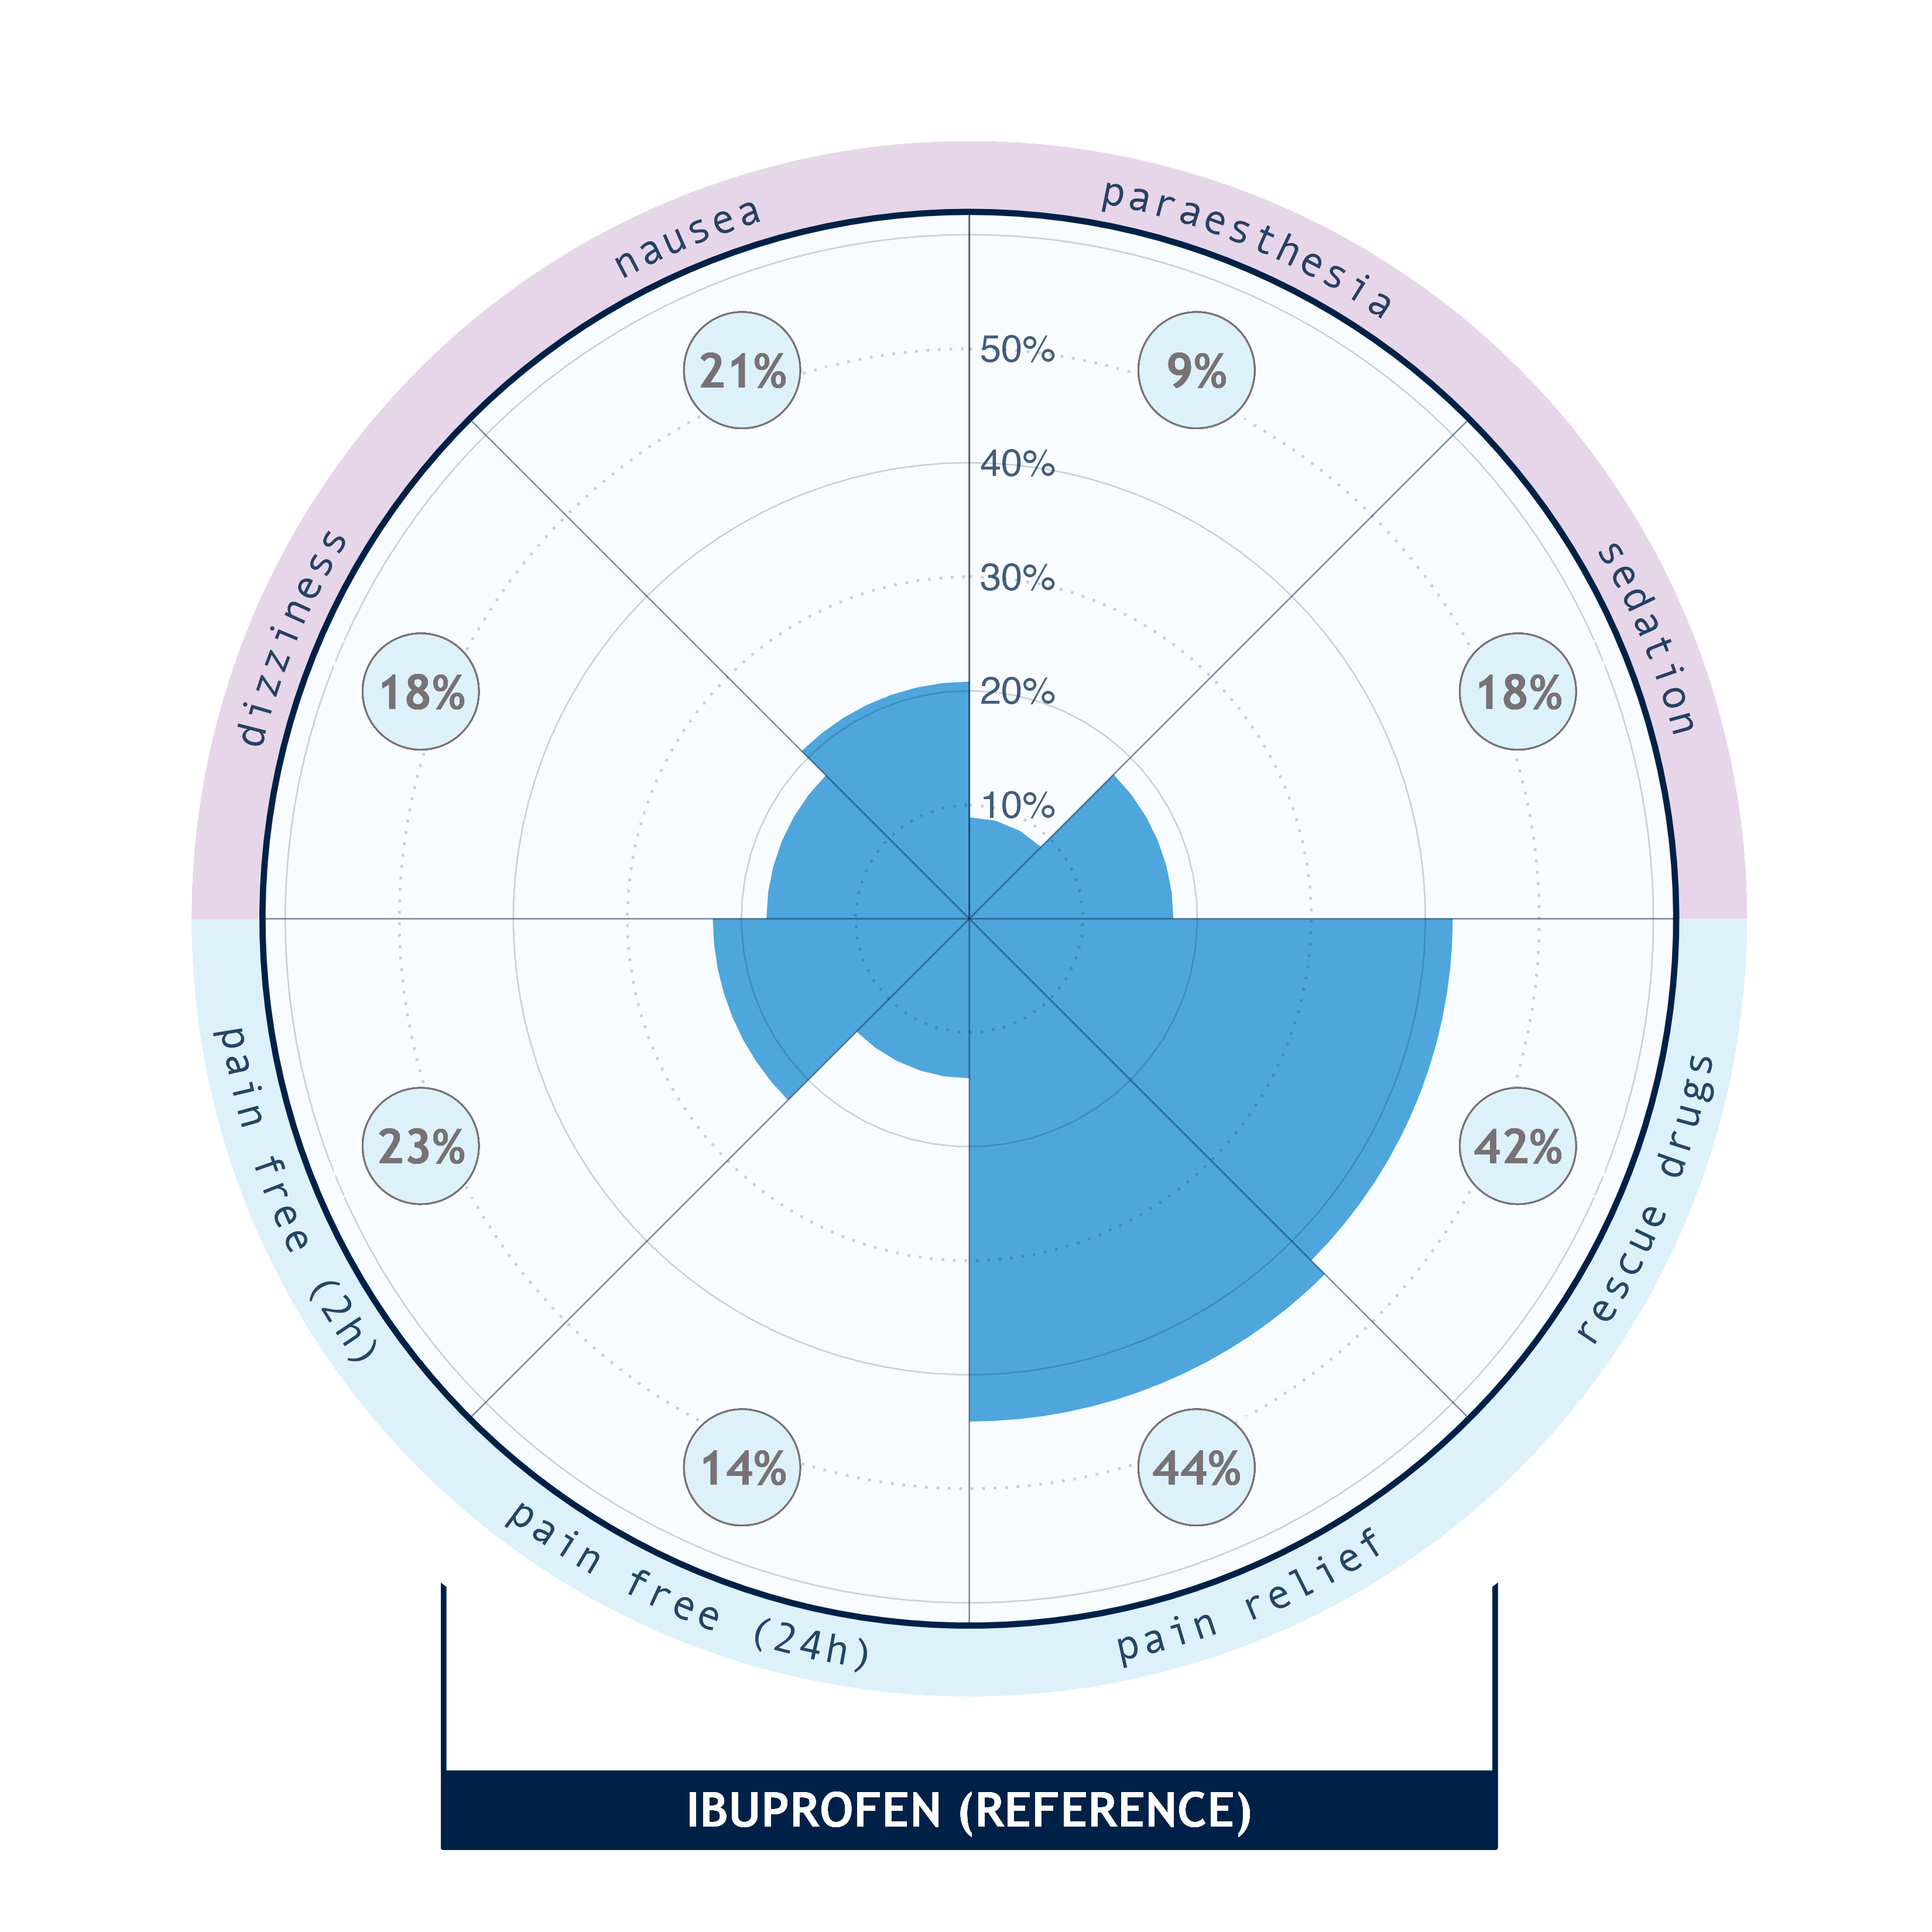 nausea
paraesthesia
21%
9%
50%
40%
30%
20%
10%
dizziness
sedation
18%
18%
pain free (2h)
rescue drugs
23%
42%
14%
44%
pain free (24h)
pain relief
IBUPROFEN (REFERENCE)